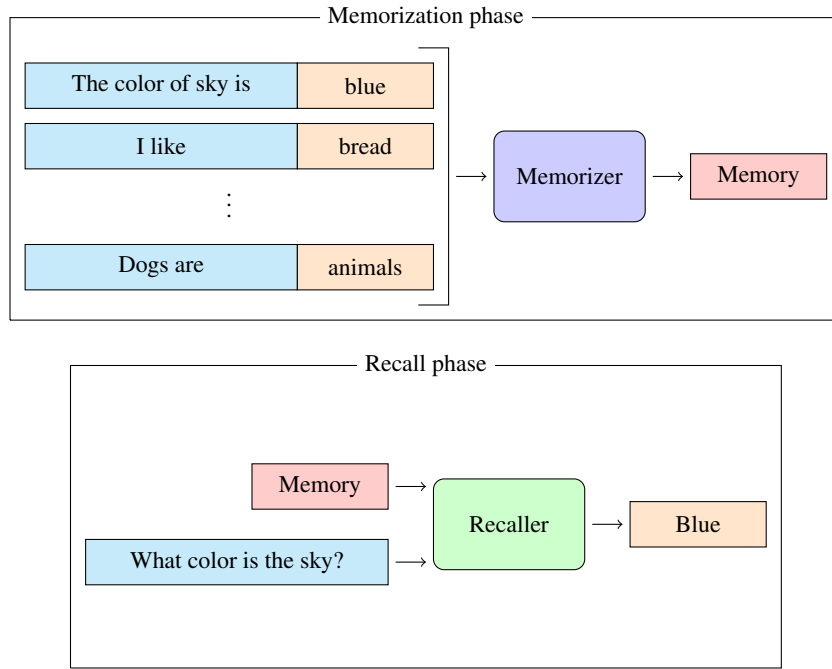 Memorization phase
The color of sky is blue
I like bread
⋮
Dogs are animals
Memorizer
Memory
Recall phase
Memory
What color is the sky?
Recaller
Blue